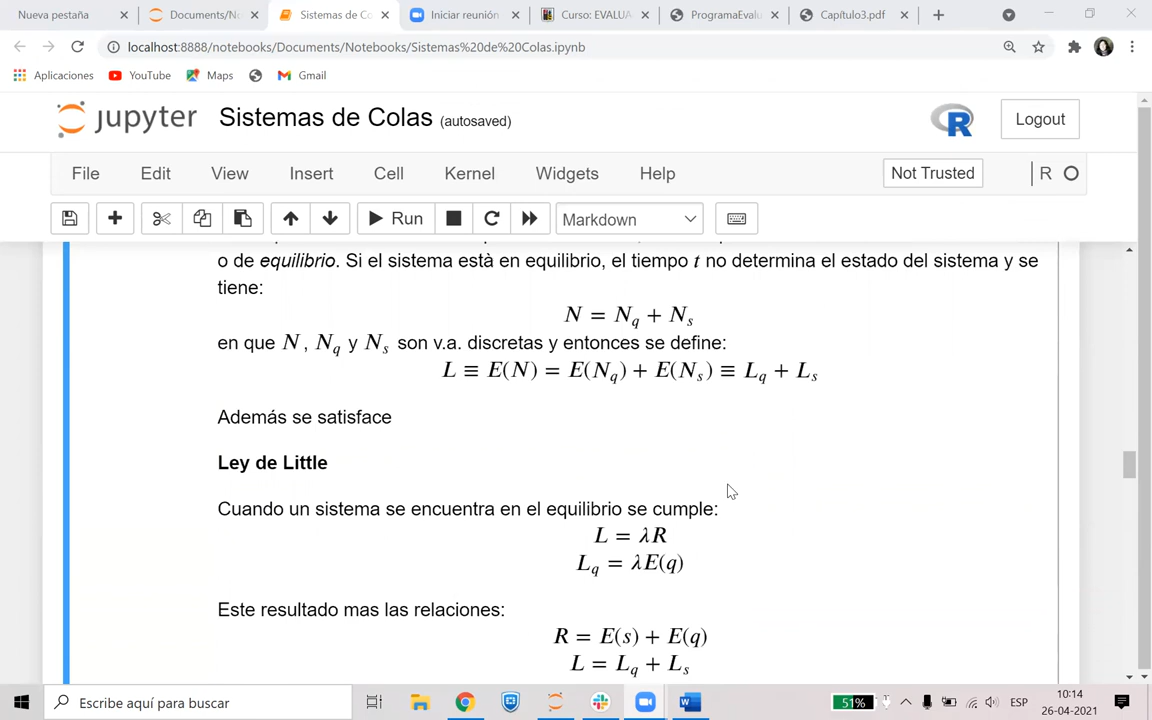 Nueva pestaña
Documents/No
Sistemas de Co
Iniciar reunión
Curso: EVALUA
ProgramaEvalu
Capítulo3.pdf
localhost:8888/notebooks/Documents/Notebooks/Sistemas%20de%20Colas.ipynb
Aplicaciones YouTube Maps Gmail
jupyter Sistemas de Colas (autosaved) R Logout
File Edit View Insert Cell Kernel Widgets Help Not Trusted R
Run Markdown
o de equilibrio. Si el sistema està en equilibrio, el tiempo t no determina el estado del sistema y se
tiene:
N = N_q + N_s
en que N, N_q y N_s son v.a. discretas y entonces se define:
L ≡ E(N) = E(N_q) + E(N_s) ≡ L_q + L_s
Además se satisface
Ley de Little
Cuando un sistema se encuentra en el equilibrio se cumple:
L = λR
L_q = λE(q)
Este resultado mas las relaciones:
R = E(s) + E(q)
L = L_q + L_s
Escribe aquí para buscar
51%
ESP
10:14
26-04-2021